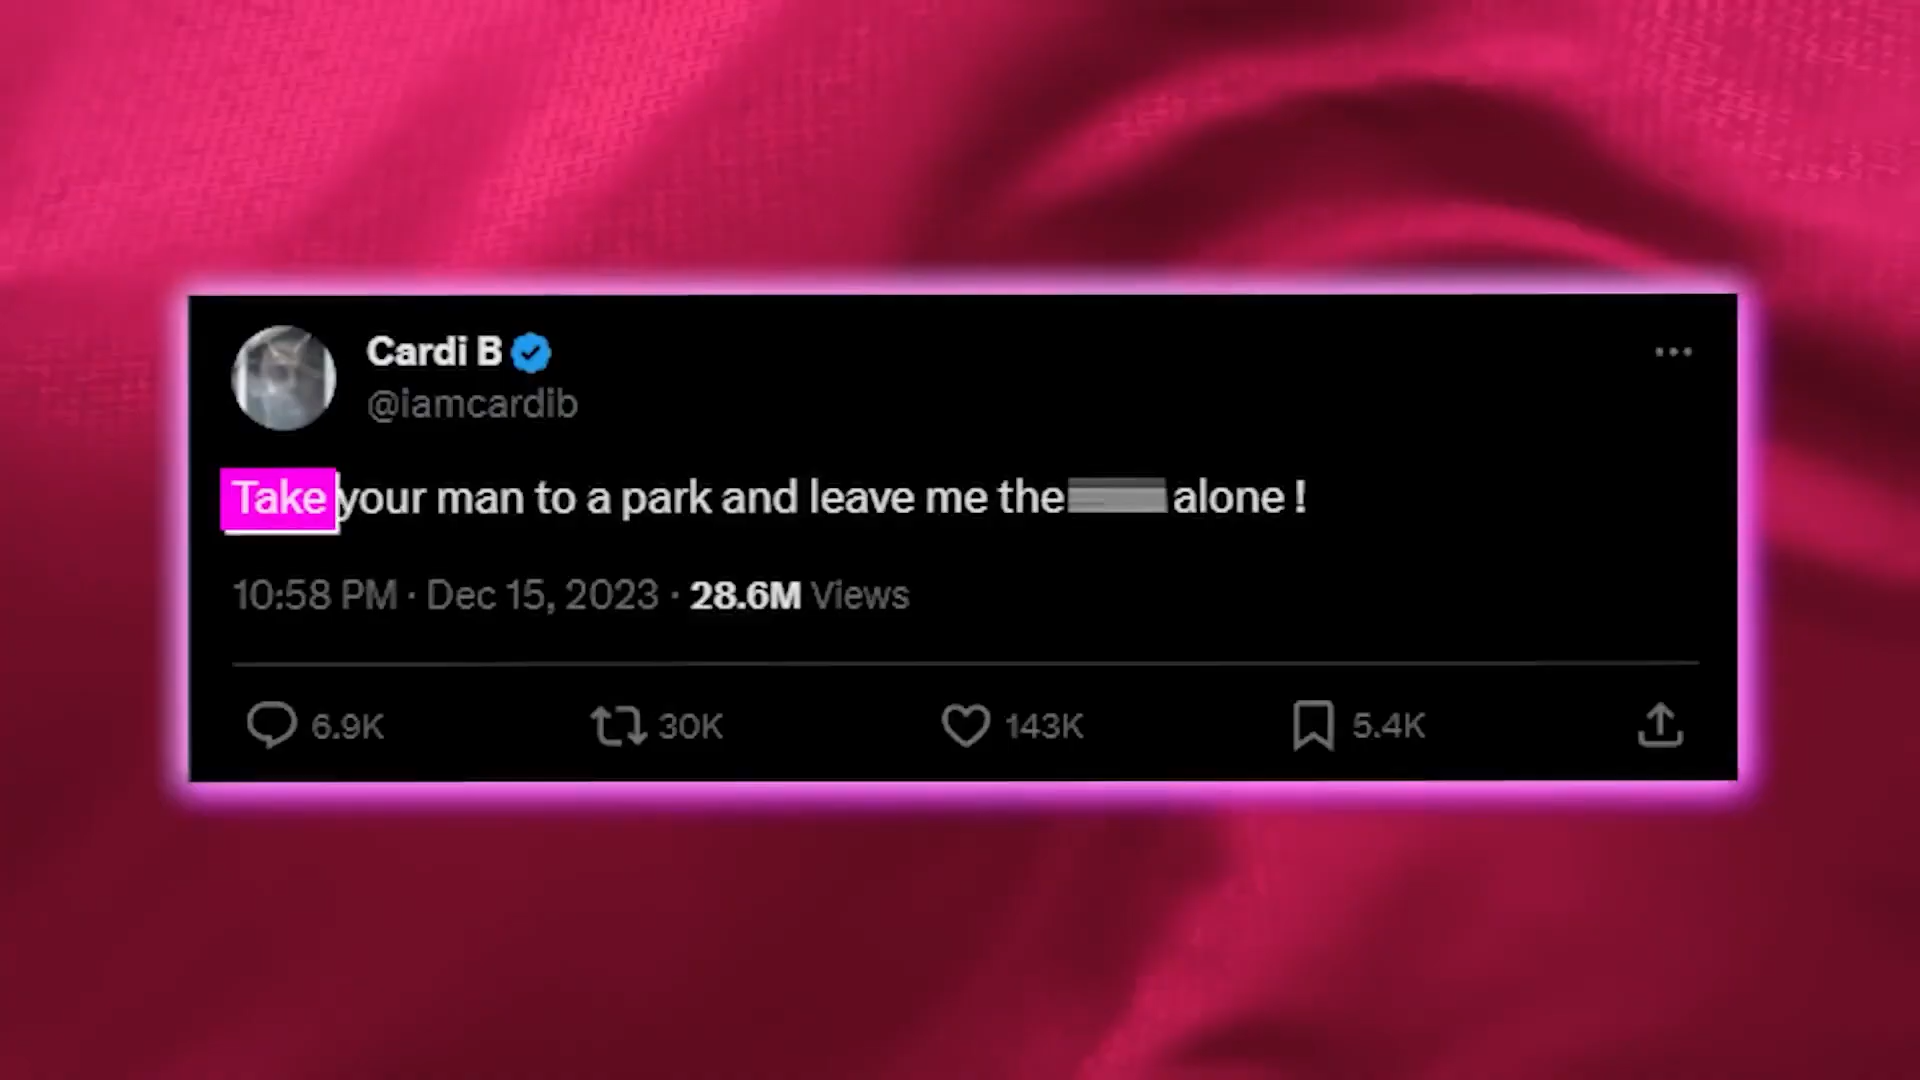 Cardi B
@iamcardib
Take your man to a park and leave me the alone !
10:58 PM · Dec 15, 2023 · 28.6M Views
6.9K 30K 143K 5.4K